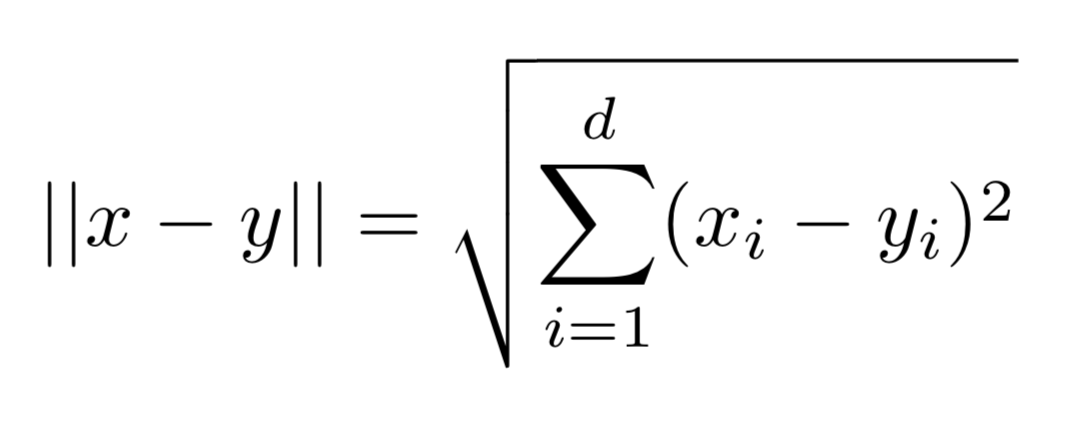 ||x − y|| = √(∑_{i=1}^{d} (x_i − y_i)²)